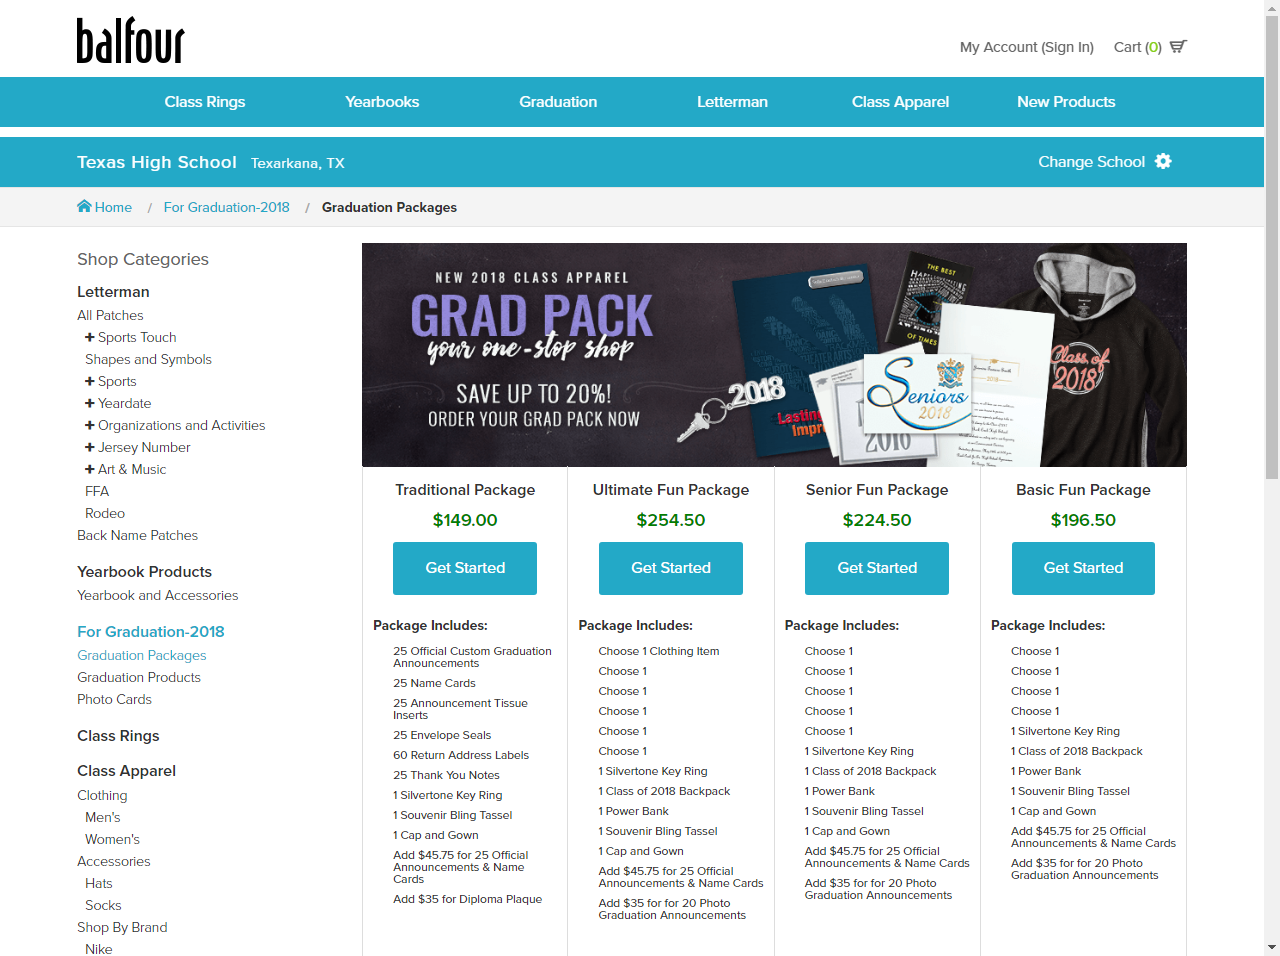 balfour
My Account (Sign In) Cart (0)
Class Rings Yearbooks Graduation Letterman Class Apparel New Products
Texas High School Texarkana, TX Change School
Home / For Graduation-2018 / Graduation Packages
Shop Categories
Letterman
All Patches
Sports Touch
Shapes and Symbols
Sports
Yeardate
Organizations and Activities
Jersey Number
Art & Music
FFA
Rodeo
Back Name Patches
Yearbook Products
Yearbook and Accessories
For Graduation-2018
Graduation Packages
Graduation Products
Photo Cards
Class Rings
Class Apparel
Clothing
Men's
Women's
Accessories
Hats
Socks
Shop By Brand
Nike
NEW 2018 CLASS APPAREL
GRAD PACK
your one-stop shop
SAVE UP TO 20%!
ORDER YOUR GRAD PACK NOW
2018
THE BEST
OF TIMES
Seniors
2018
Class of
2018
Traditional Package
$149.00
Get Started
Package Includes:
25 Official Custom Graduation
Announcements
25 Name Cards
25 Announcement Tissue
Inserts
25 Envelope Seals
60 Return Address Labels
25 Thank You Notes
1 Silvertone Key Ring
1 Souvenir Bling Tassel
1 Cap and Gown
Add $45.75 for 25 Official
Announcements & Name
Cards
Add $35 for Diploma Plaque
Ultimate Fun Package
$254.50
Get Started
Package Includes:
Choose 1 Clothing Item
Choose 1
Choose 1
Choose 1
Choose 1
Choose 1
1 Silvertone Key Ring
1 Class of 2018 Backpack
1 Power Bank
1 Souvenir Bling Tassel
1 Cap and Gown
Add $45.75 for 25 Official
Announcements & Name Cards
Add $35 for for 20 Photo
Graduation Announcements
Senior Fun Package
$224.50
Get Started
Package Includes:
Choose 1
Choose 1
Choose 1
Choose 1
Choose 1
1 Silvertone Key Ring
1 Class of 2018 Backpack
1 Power Bank
1 Souvenir Bling Tassel
1 Cap and Gown
Add $45.75 for 25 Official
Announcements & Name Cards
Add $35 for for 20 Photo
Graduation Announcements
Basic Fun Package
$196.50
Get Started
Package Includes:
Choose 1
Choose 1
Choose 1
Choose 1
1 Silvertone Key Ring
1 Class of 2018 Backpack
1 Power Bank
1 Souvenir Bling Tassel
1 Cap and Gown
Add $45.75 for 25 Official
Announcements & Name Cards
Add $35 for for 20 Photo
Graduation Announcements